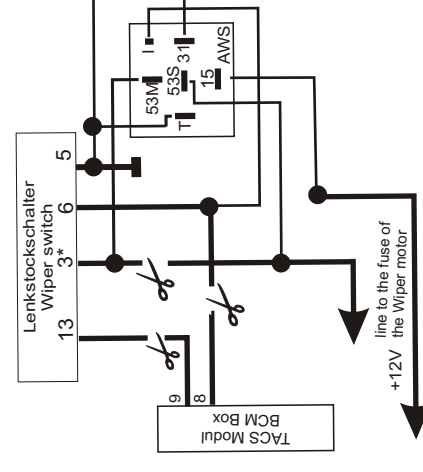 Lenkstockschalter
Wiper switch
5
6
3*
13
I
31
53M
53S
15
AWS
T
9
8
TACS Modul
BCM Box
+12V
line to the fuse of
the Wiper motor